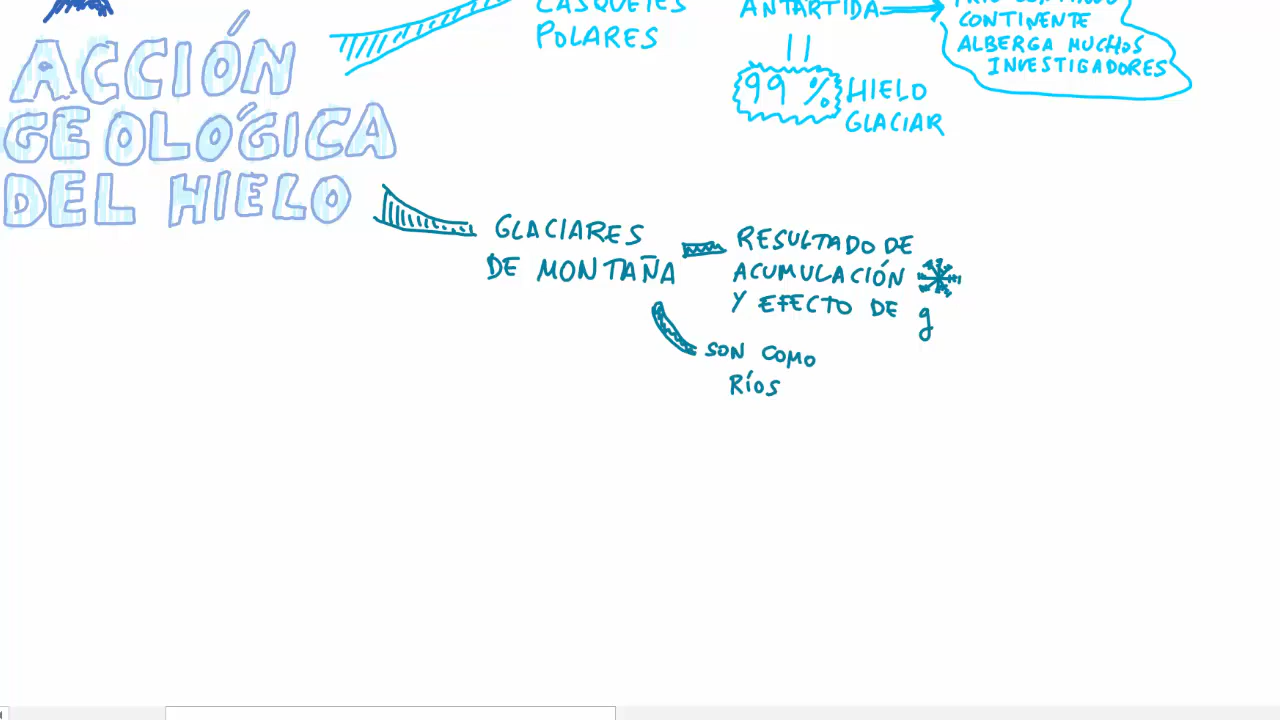 ACCIÓN
GEOLÓGICA
DEL HIELO
CASQUETES
POLARES
ANTARTIDA
99 % HIELO
GLACIAR
CONTINENTE
ALBERGA MUCHOS
INVESTIGADORES
GLACIARES
DE MONTAÑA
RESULTADO DE
ACUMULACIÓN
Y EFECTO DE g
SON COMO
RÍOS